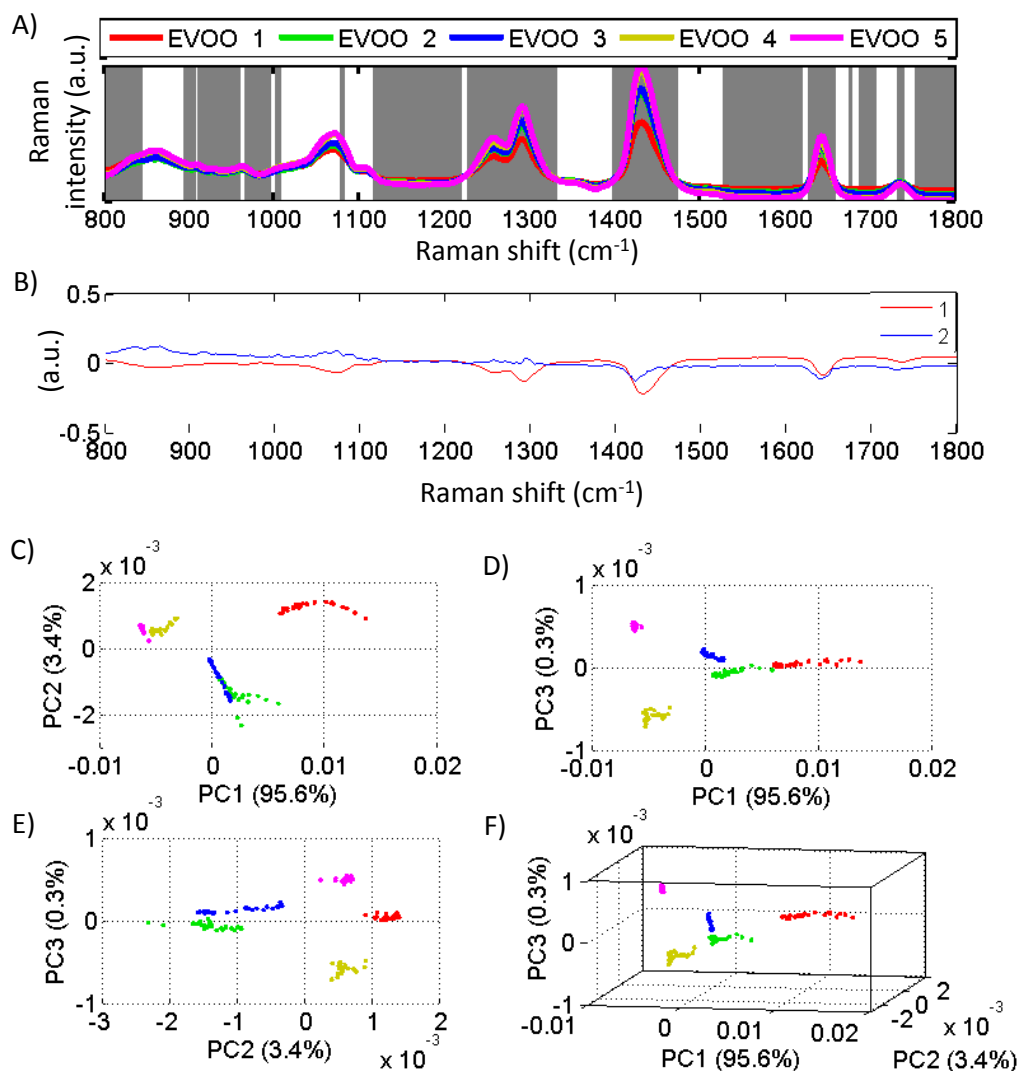 A)
EVOO 1 EVOO 2 EVOO 3 EVOO 4 EVOO 5
Raman
intensity (a.u.)
800 900 1000 1100 1200 1300 1400 1500 1600 1700 1800
Raman shift (cm⁻¹)
B)
0.5
0
-0.5
(a.u.)
1
2
800 900 1000 1100 1200 1300 1400 1500 1600 1700 1800
Raman shift (cm⁻¹)
C)
x 10⁻³
2
0
-2
PC2 (3.4%)
-0.01 0 0.01 0.02
PC1 (95.6%)
D)
x 10⁻³
1
0
-1
PC3 (0.3%)
-0.01 0 0.01 0.02
PC1 (95.6%)
E)
x 10⁻³
1
0
-1
PC3 (0.3%)
-3 -2 -1 0 1 2
PC2 (3.4%)
x 10⁻³
F)
x 10⁻³
1
0
-1
PC3 (0.3%)
-0.01 0 0.01 0.02
PC1 (95.6%)
-2 0 2
x 10⁻³
PC2 (3.4%)